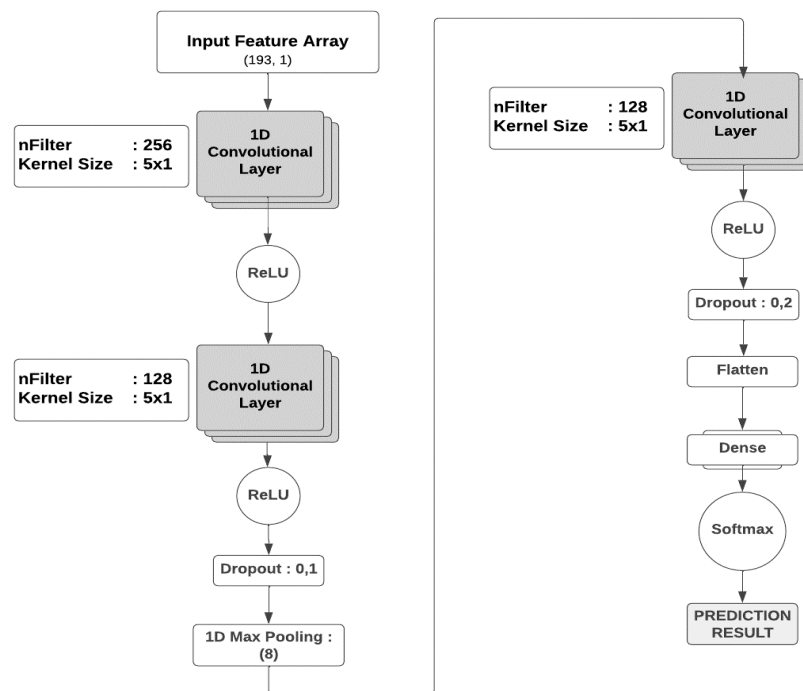 Input Feature Array
(193, 1)
nFilter : 256
Kernel Size : 5x1
1D
Convolutional
Layer
ReLU
nFilter : 128
Kernel Size : 5x1
1D
Convolutional
Layer
ReLU
Dropout : 0,1
1D Max Pooling :
(8)
nFilter : 128
Kernel Size : 5x1
1D
Convolutional
Layer
ReLU
Dropout : 0,2
Flatten
Dense
Softmax
PREDICTION
RESULT